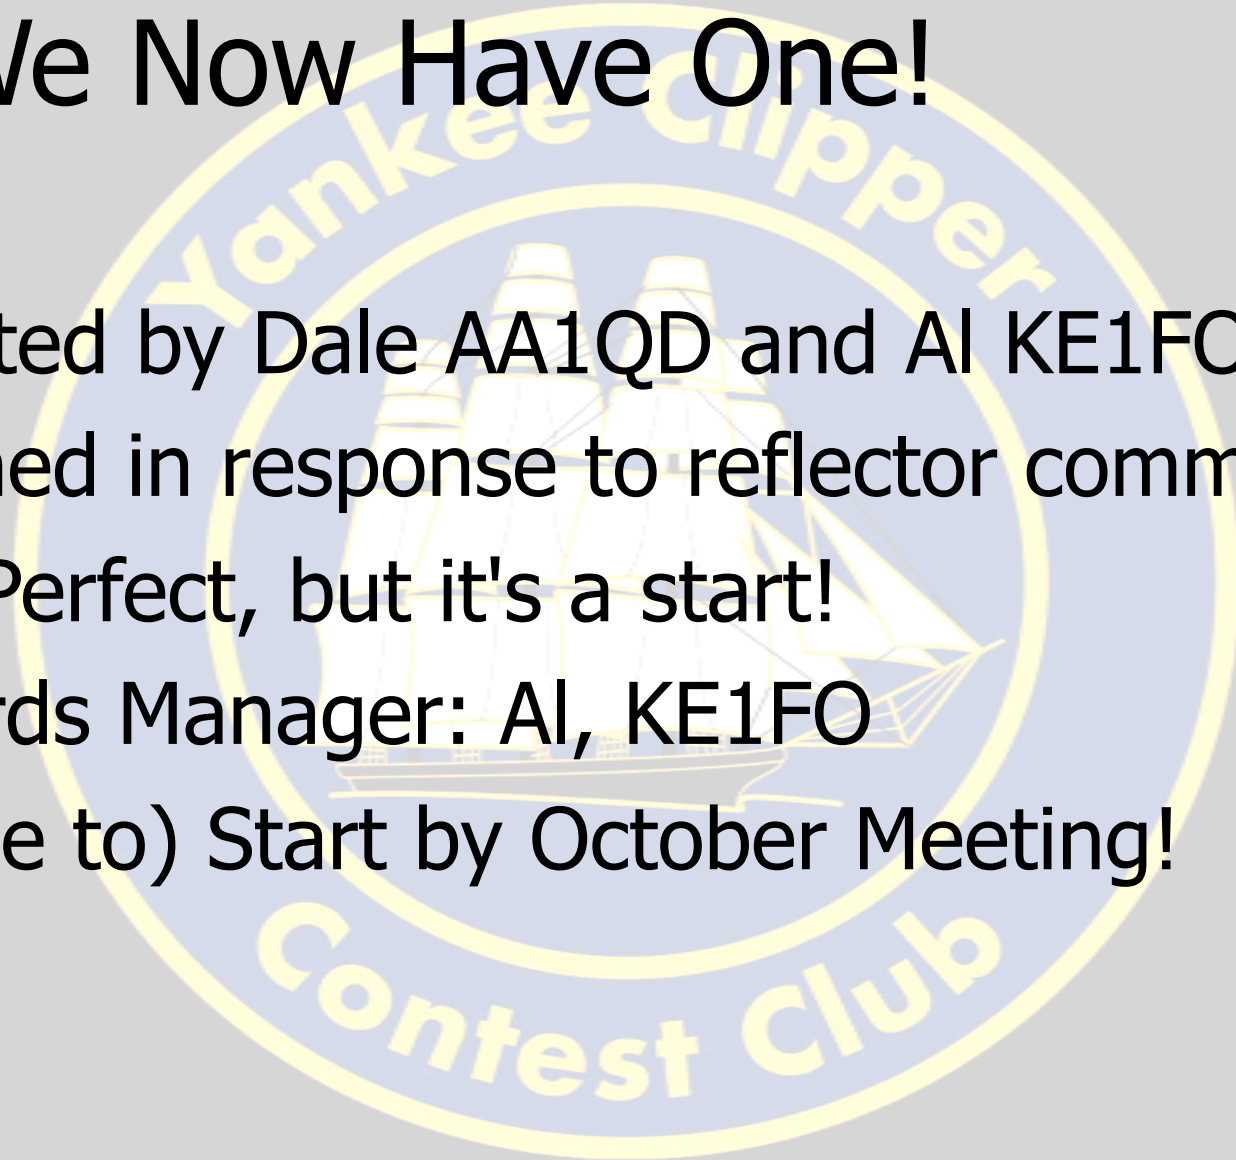 We Now Have One!
Yankee Clipper
ted by Dale AA1QD and Al KE1FO
ned in response to reflector comm
Perfect, but it's a start!
rds Manager: Al, KE1FO
e to) Start by October Meeting!
Contest Club